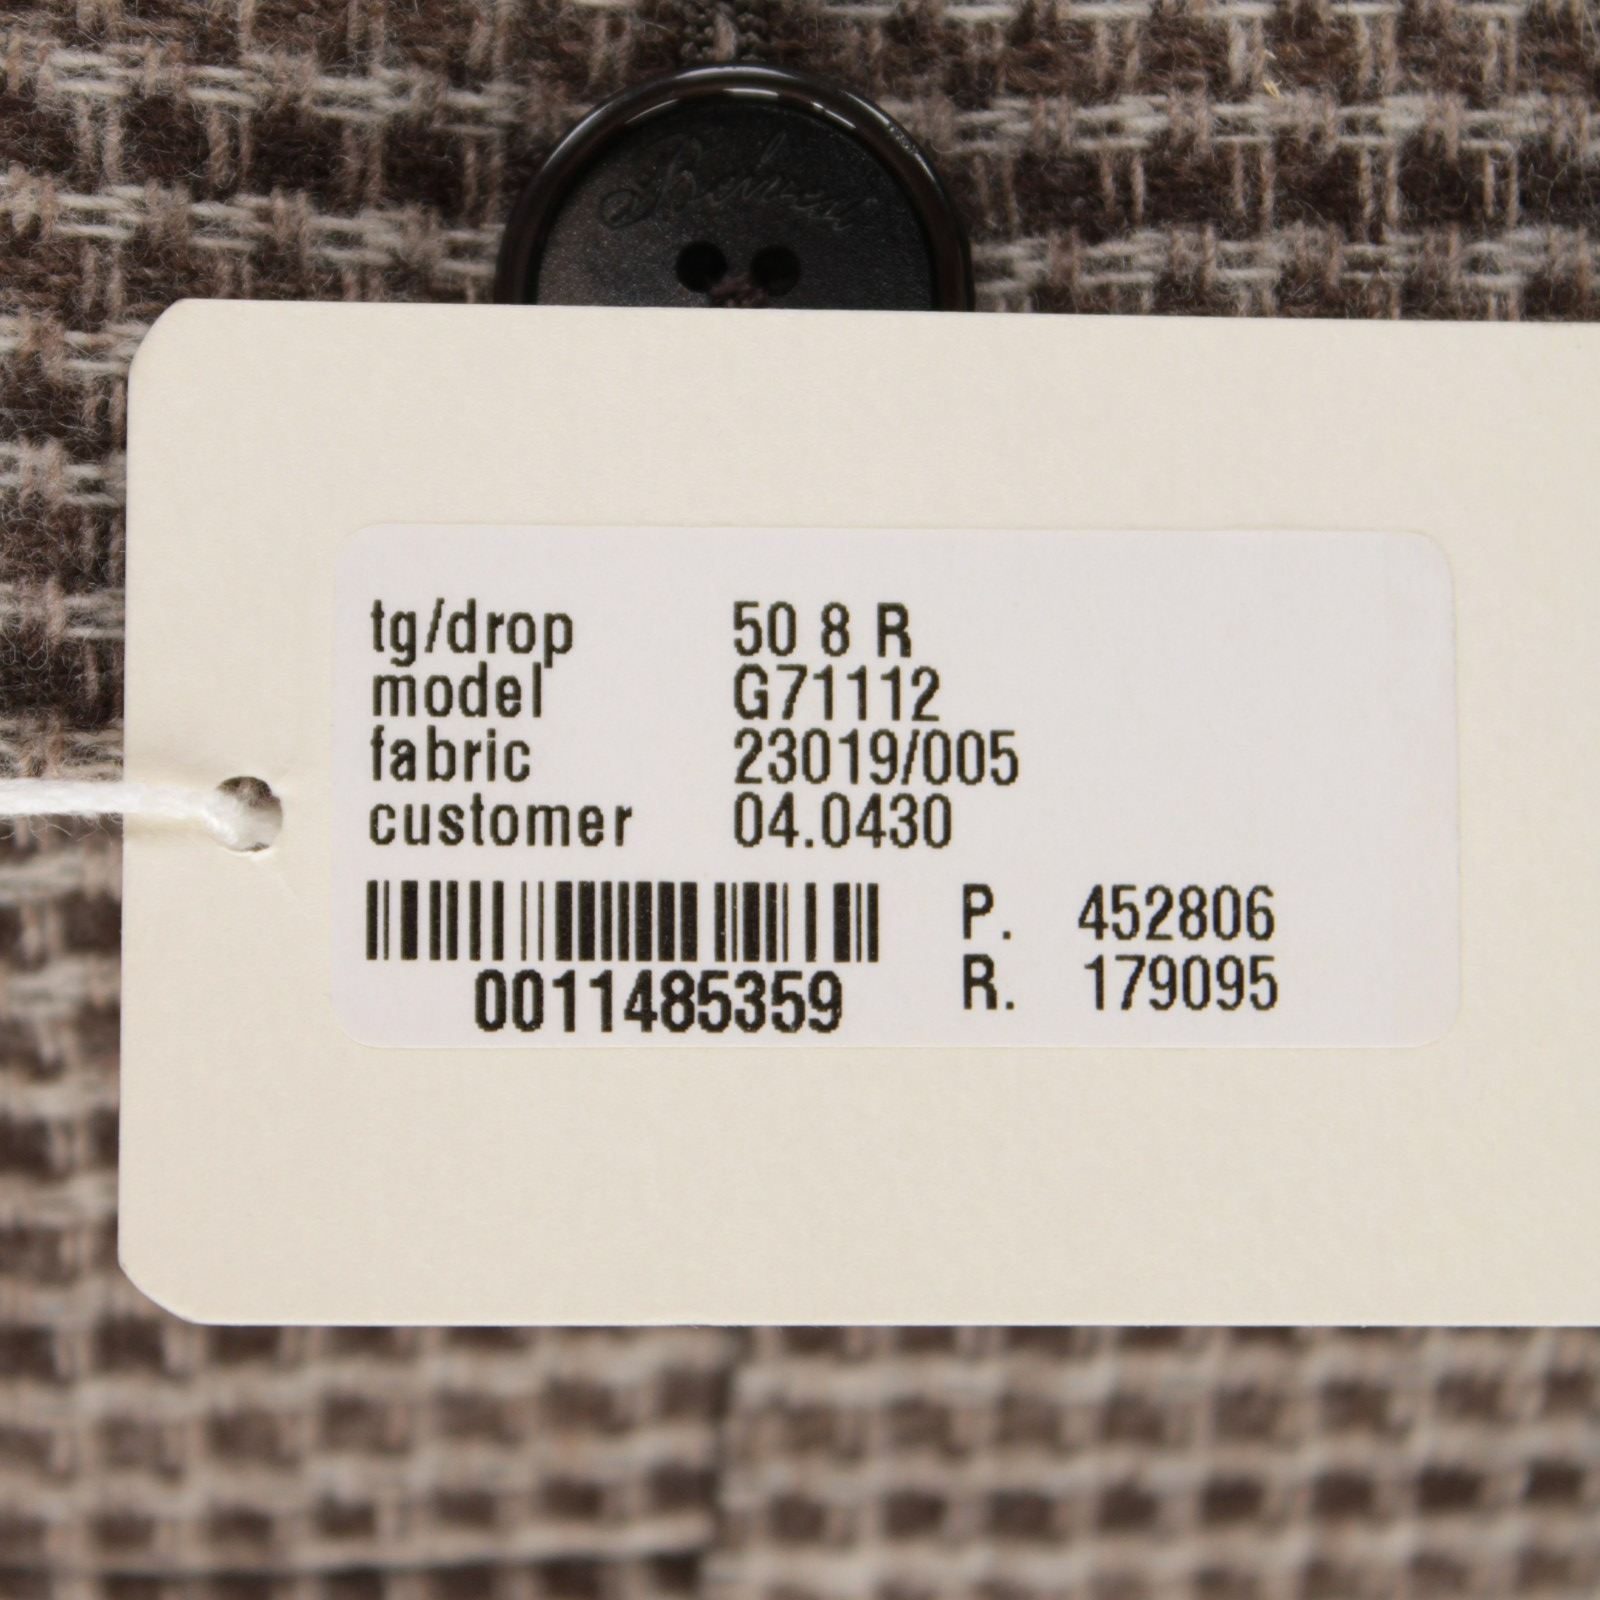 tg/drop 50 8 R
model G71112
fabric 23019/005
customer 04.0430
P. 452806
0011485359
R. 179095